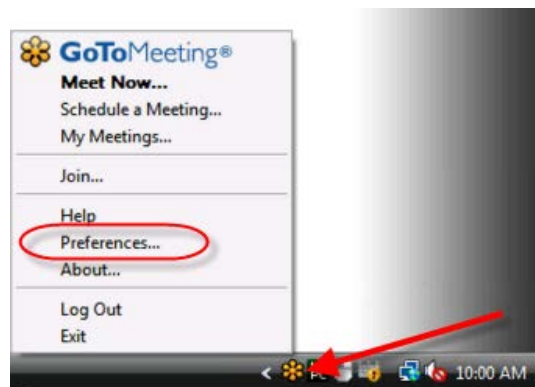 GoToMeeting®
Meet Now...
Schedule a Meeting...
My Meetings...
Join...
Help
Preferences...
About...
Log Out
Exit
< 10:00 AM